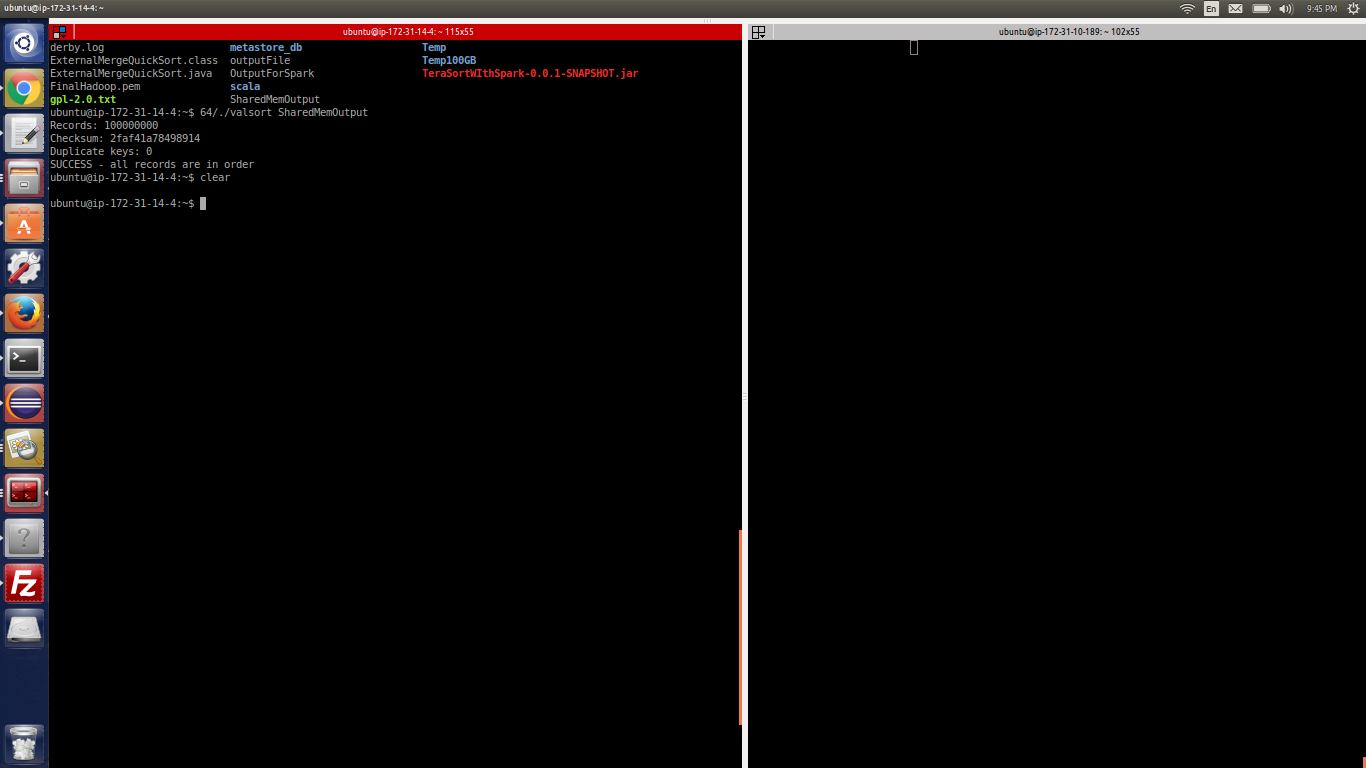 ubuntu@ip-172-31-14-4: ~
En
9:45 PM
ubuntu@ip-172-31-14-4: ~ 115x55
derby.log metastore_db Temp
ExternalMergeQuickSort.class outputFile Temp100GB
ExternalMergeQuickSort.java OutputForSpark TeraSortWIthSpark-0.0.1-SNAPSHOT.jar
FinalHadoop.pem scala
gpl-2.0.txt SharedMemOutput
ubuntu@ip-172-31-14-4:~$ 64/./valsort SharedMemOutput
Records: 100000000
Checksum: 2faf41a78498914
Duplicate keys: 0
SUCCESS - all records are in order
ubuntu@ip-172-31-14-4:~$ clear
ubuntu@ip-172-31-14-4:~$
ubuntu@ip-172-31-10-189: ~ 102x55
>_
?
Fz